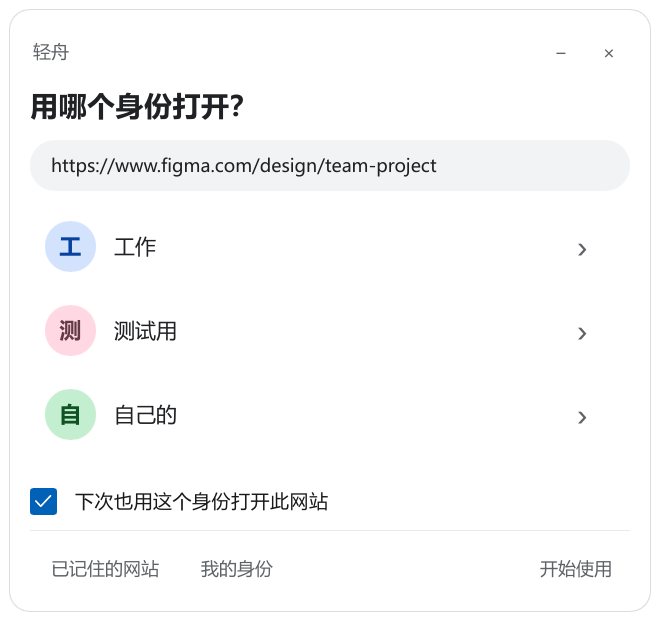 轻舟
用哪个身份打开？
https://www.figma.com/design/team-project
工 工作
测 测试用
自 自己的
下次也用这个身份打开此网站
已记住的网站 我的身份 开始使用